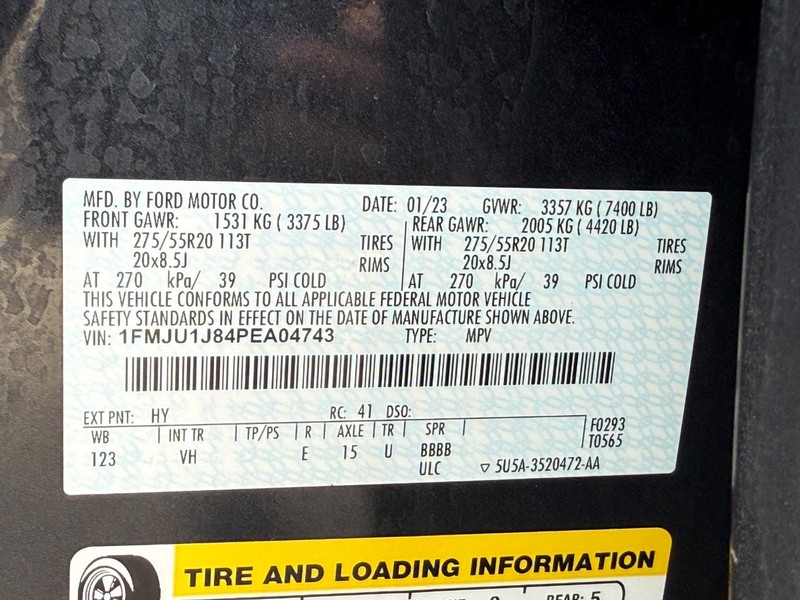 MFD. BY FORD MOTOR CO. DATE: 01/23 GVWR: 3357 KG ( 7400 LB)
FRONT GAWR: 1531 KG ( 3375 LB) REAR GAWR: 2005 KG ( 4420 LB)
WITH 275/55R20 113T TIRES WITH 275/55R20 113T TIRES
20x8.5J RIMS 20x8.5J RIMS
AT 270 kPa/ 39 PSI COLD AT 270 kPa/ 39 PSI COLD
THIS VEHICLE CONFORMS TO ALL APPLICABLE FEDERAL MOTOR VEHICLE
SAFETY STANDARDS IN EFFECT ON THE DATE OF MANUFACTURE SHOWN ABOVE.
VIN: 1FMJU1J84PEA04743 TYPE: MPV
EXT PNT: HY RC: 41 DSO:
WB INT TR TP/PS R AXLE TR SPR F0293
T0565
123 VH E 15 U BBBB
ULC 5U5A-3520472-AA
TIRE AND LOADING INFORMATION
REAR: 5